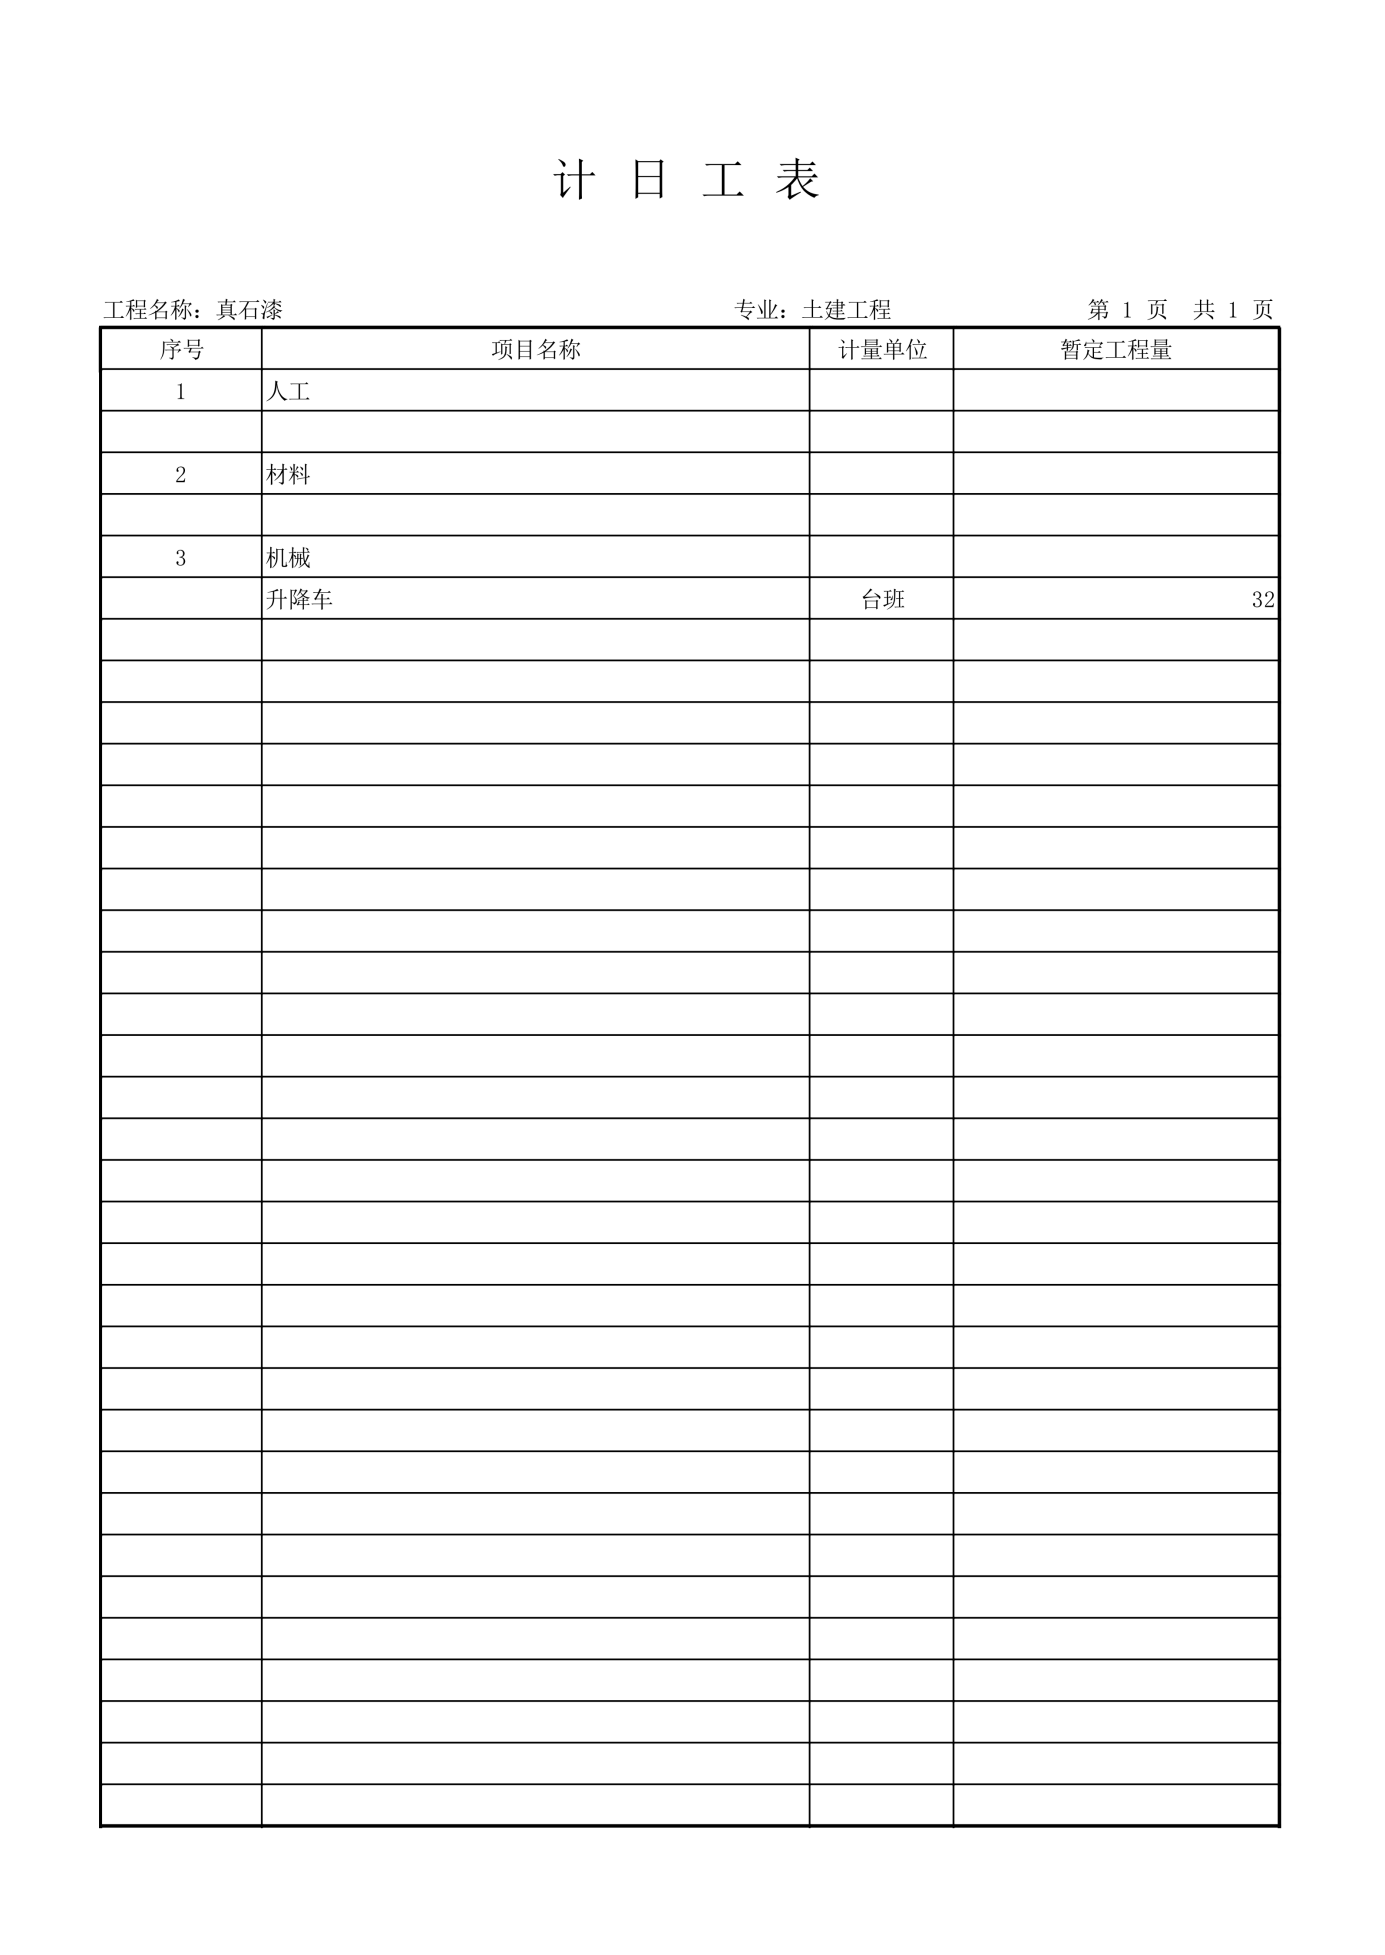 计 日 工 表
工程名称：真石漆 专业：土建工程 第 1 页 共 1 页
序号 项目名称 计量单位 暂定工程量
1 人工
2 材料
3 机械
升降车 台班 32